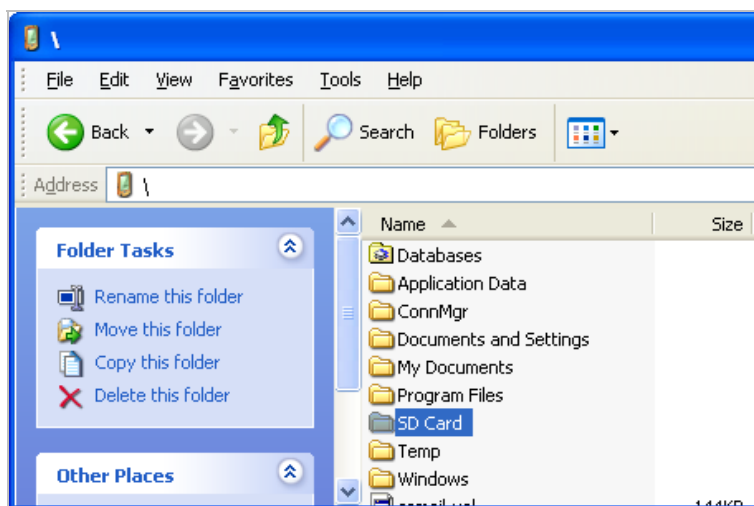 \
File Edit View Favorites Tools Help
Back Search Folders
Address \
Name Size
Folder Tasks
Rename this folder
Move this folder
Copy this folder
Delete this folder
Other Places
Databases
Application Data
ConnMgr
Documents and Settings
My Documents
Program Files
SD Card
Temp
Windows